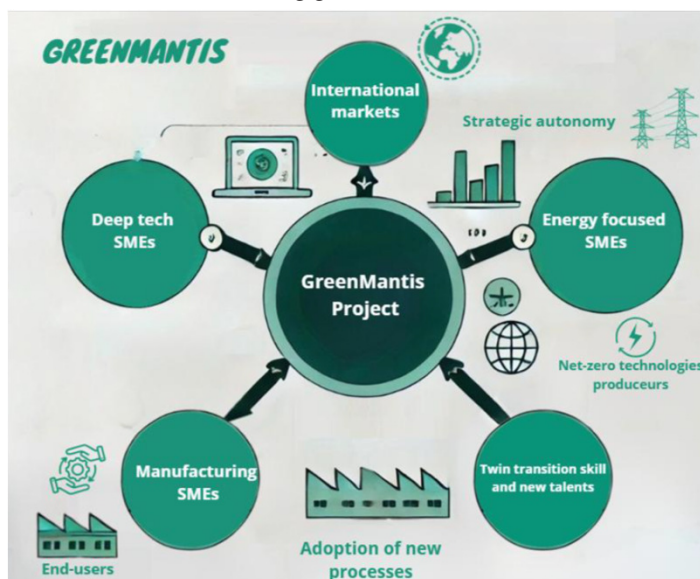 GREENMANTIS
International
markets
Strategic autonomy
Deep tech
SMEs
Energy focused
SMEs
GreenMantis
Project
Net-zero technologies
produceurs
Manufacturing
SMEs
Twin transition skill
and new talents
Adoption of new
processes
End-users